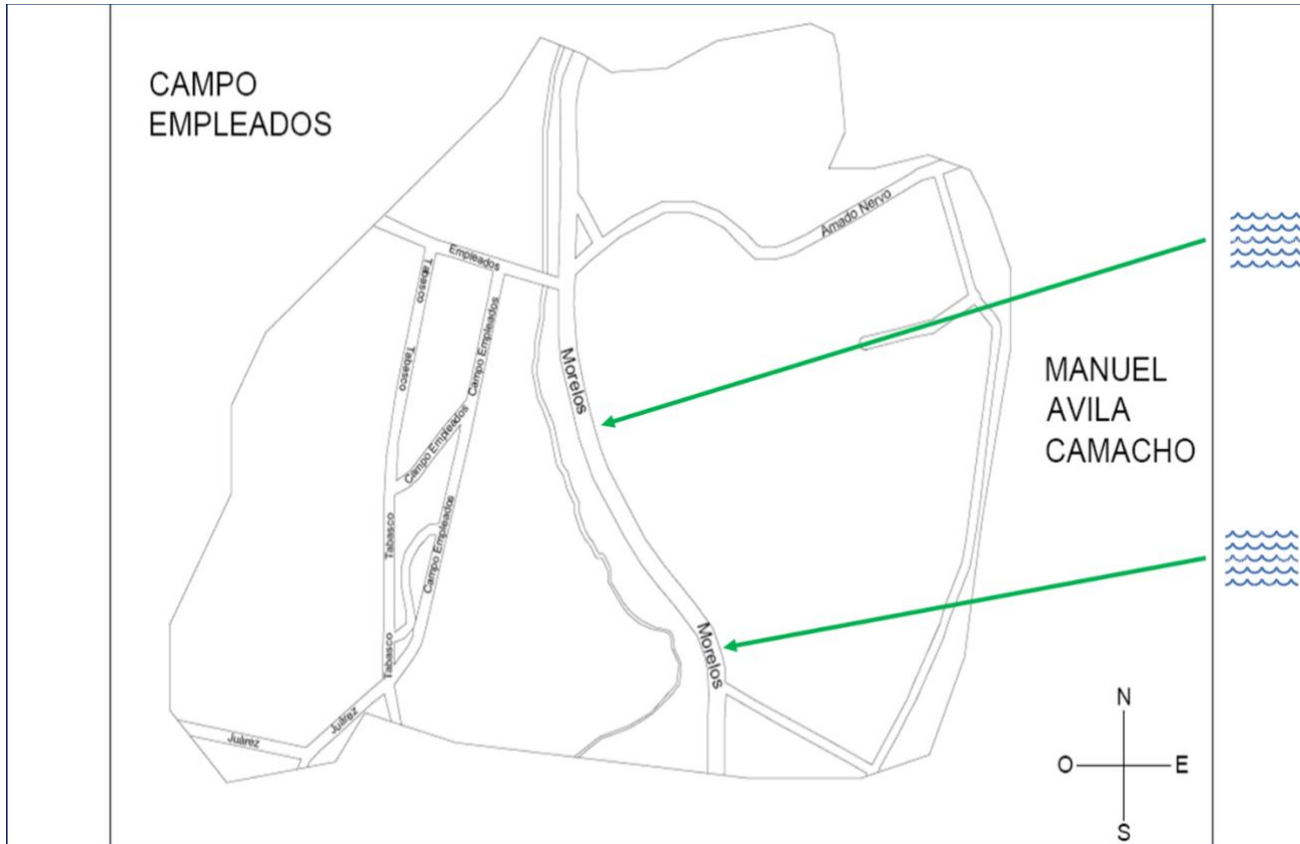 CAMPO
EMPLEADOS
Amado Nervo
Empleados
Tabasco
Campo Empleados
Tabasco
Morelos
MANUEL
AVILA
CAMACHO
Campo Empleados
Campo Empleados
Tabasco
Morelos
Tabasco
Juárez
Juárez
N
O
E
S